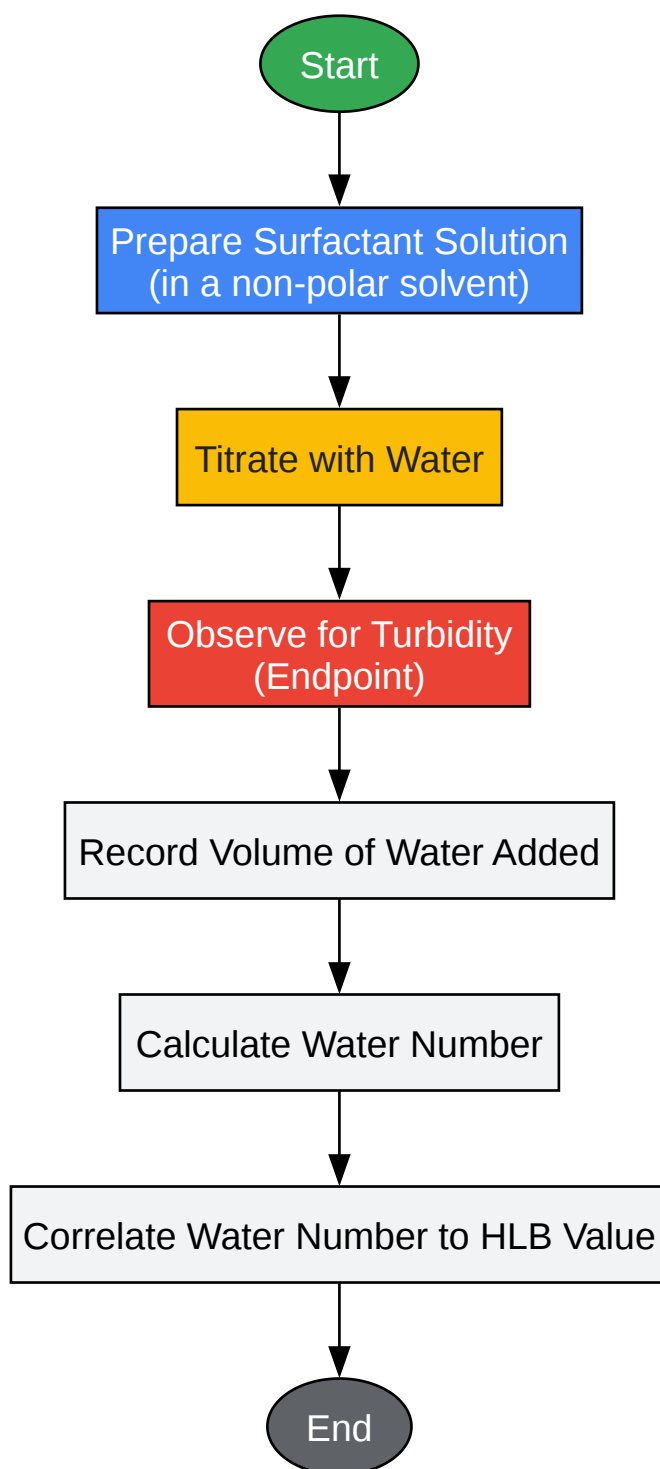 Start
Prepare Surfactant Solution
(in a non-polar solvent)
Titrate with Water
Observe for Turbidity
(Endpoint)
Record Volume of Water Added
Calculate Water Number
Correlate Water Number to HLB Value
End